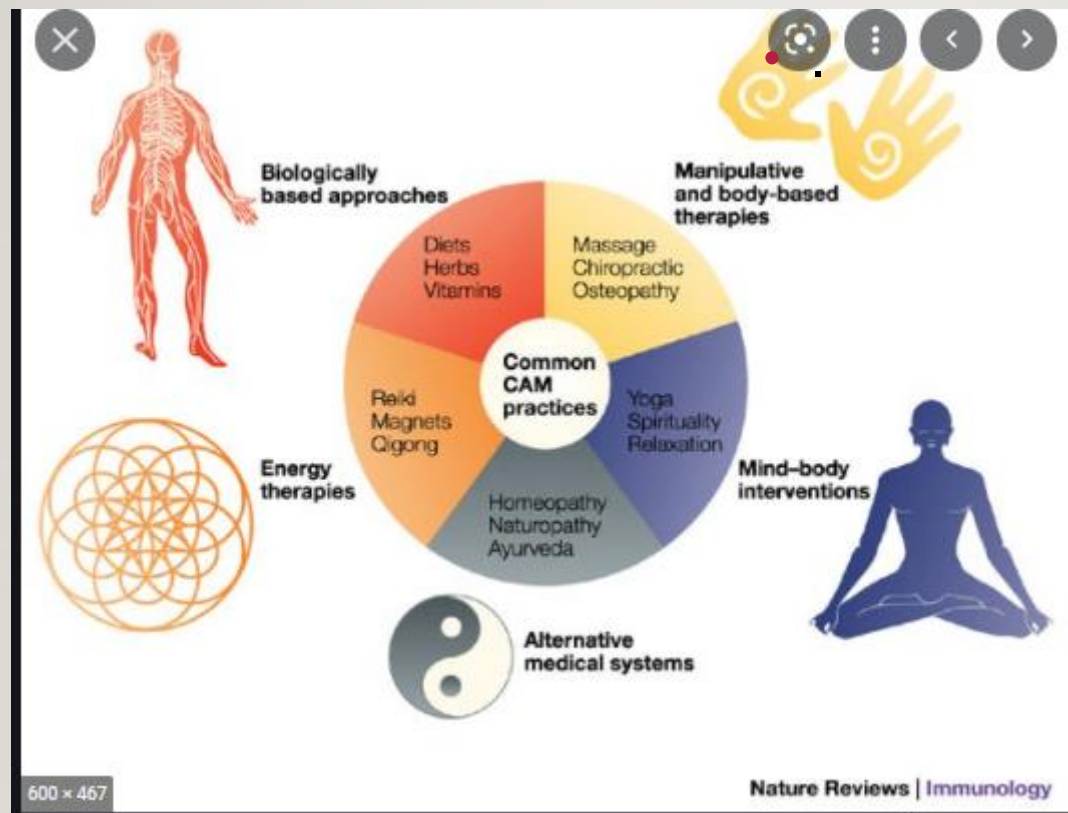 Biologically
based approaches
Manipulative
and body-based
therapies
Diets
Herbs
Vitamins
Massage
Chiropractic
Osteopathy
Common
CAM
practices
Reiki
Magnets
Qigong
Yoga
Spirituality
Relaxation
Energy
therapies
Mind–body
interventions
Homeopathy
Naturopathy
Ayurveda
Alternative
medical systems
600 × 467
Nature Reviews | Immunology